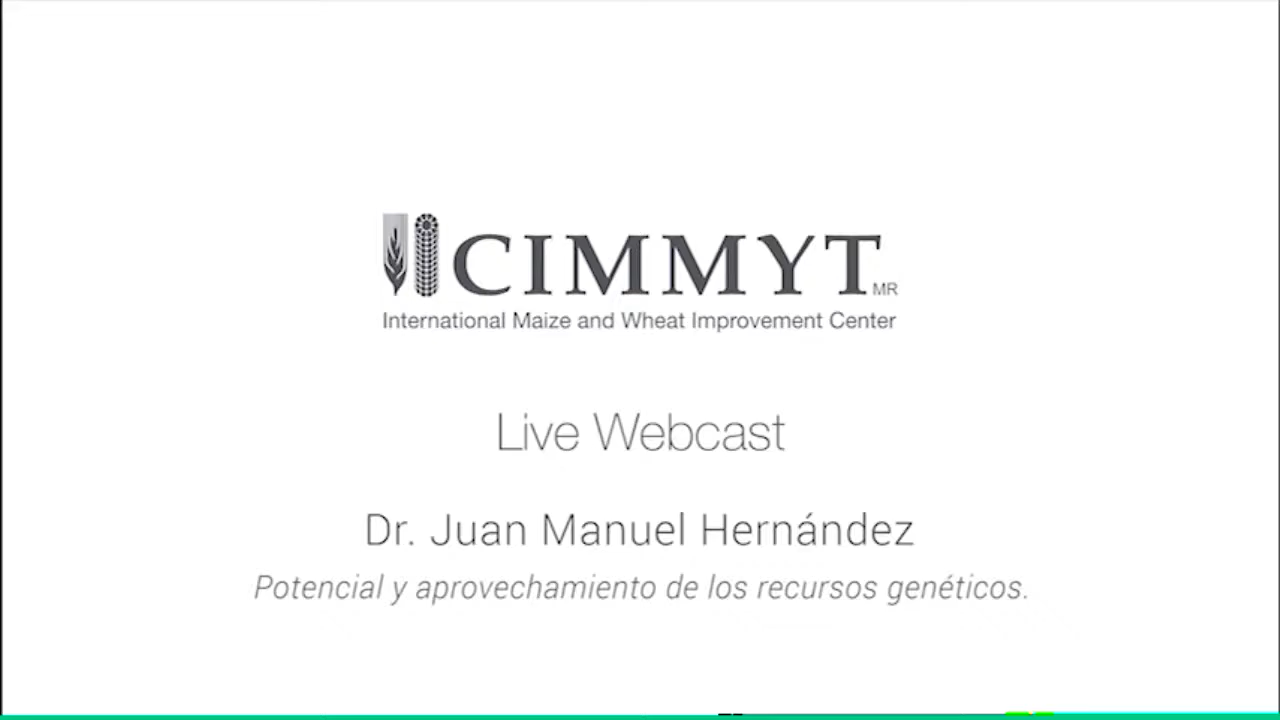 CIMMYT MR
International Maize and Wheat Improvement Center
Live Webcast
Dr. Juan Manuel Hernández
Potencial y aprovechamiento de los recursos genéticos.